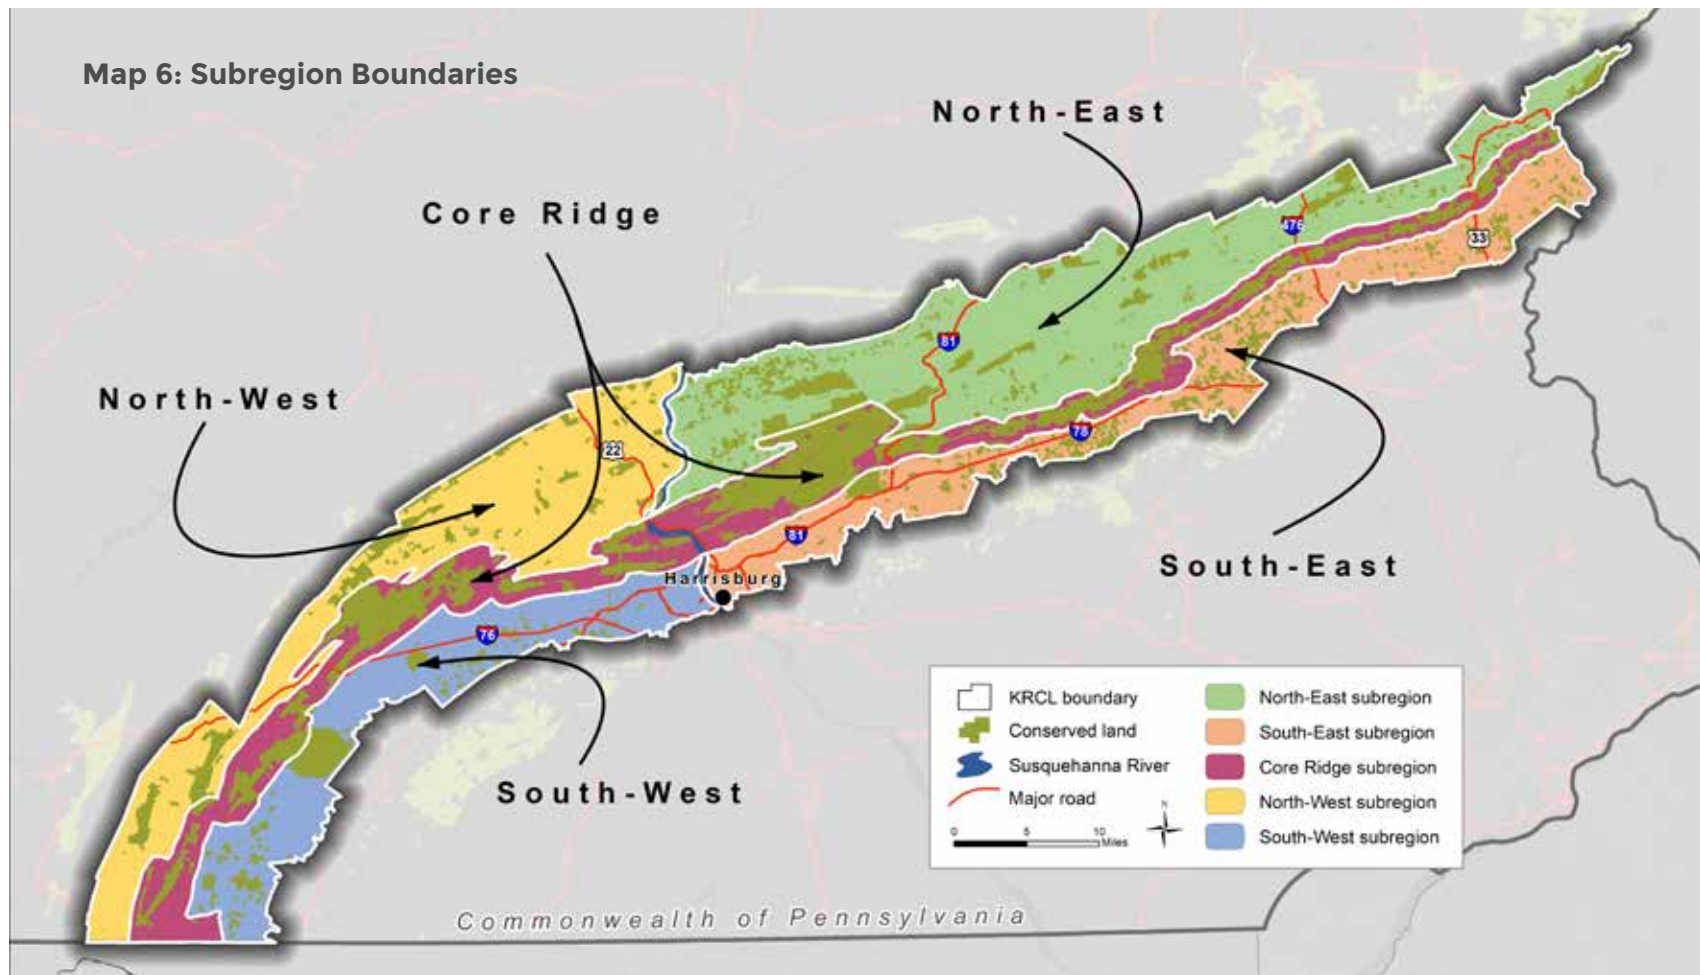 Map 6: Subregion Boundaries
North-East
Core Ridge
476
33
81
North-West
22
78
81
South-East
Harrisburg
76
South-West
KRCL boundary
Conserved land
Susquehanna River
Major road
0 5 10
Miles
N
North-East subregion
South-East subregion
Core Ridge subregion
North-West subregion
South-West subregion
Commonwealth of Pennsylvania